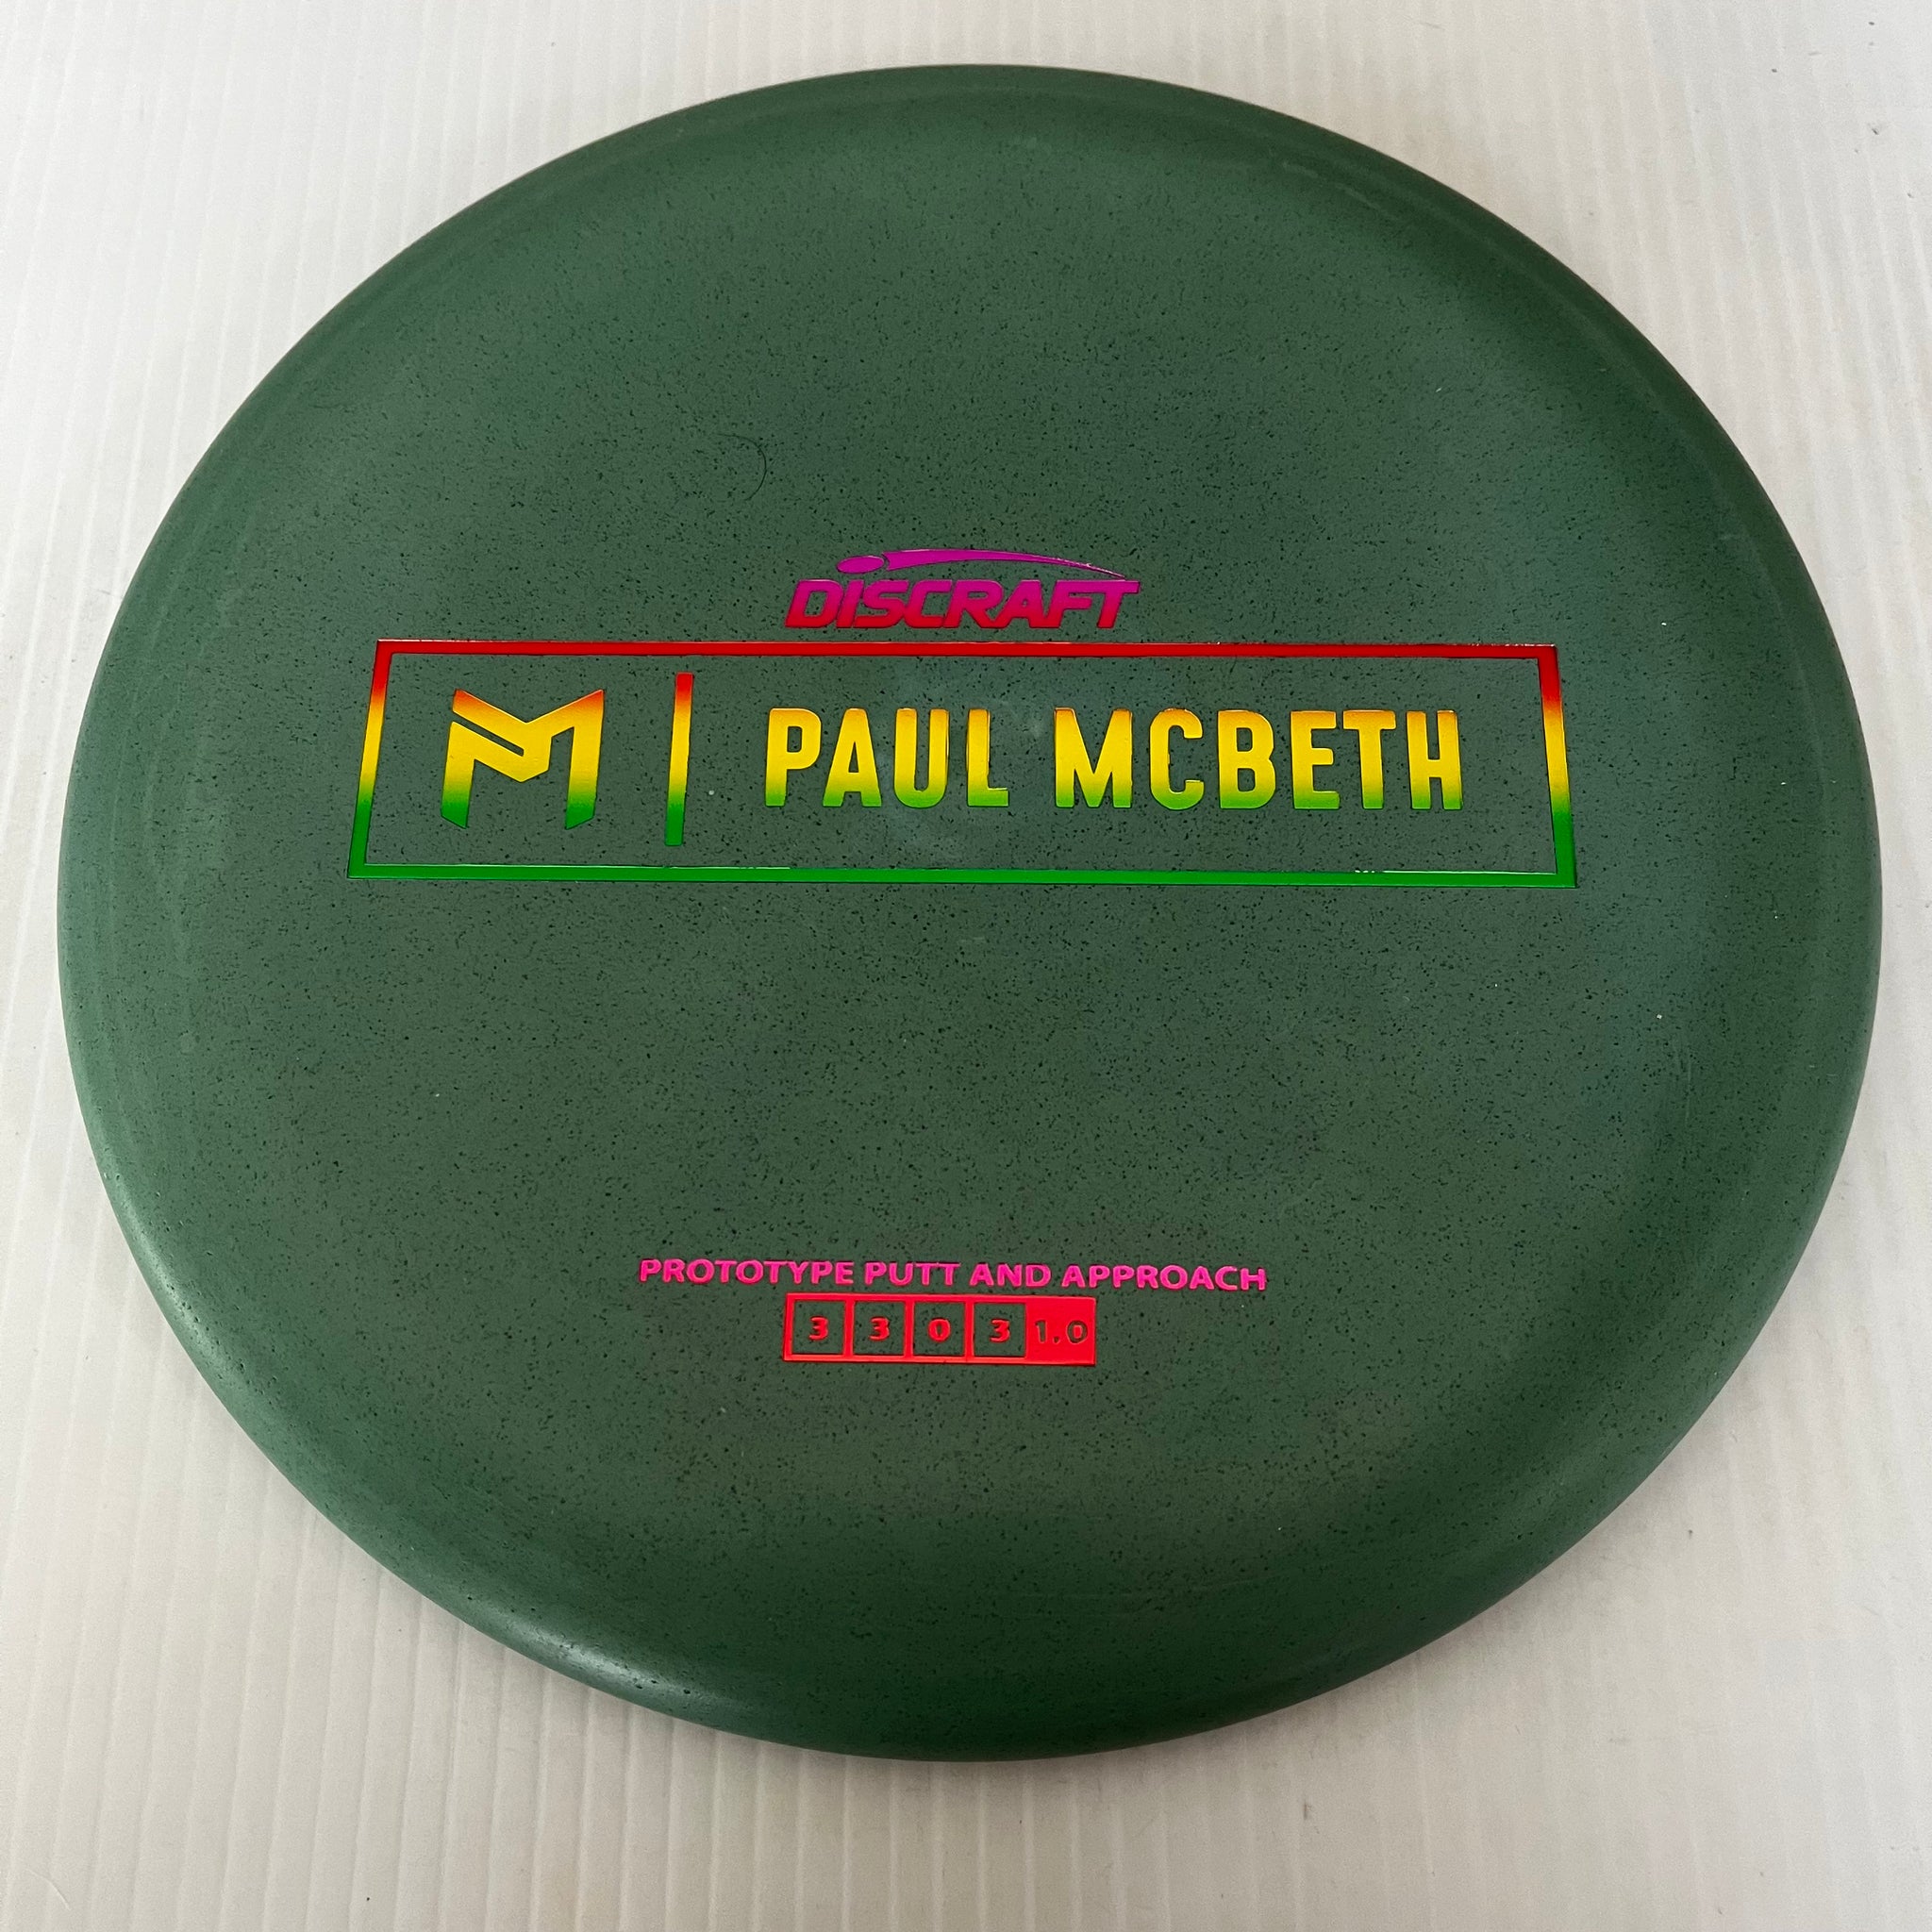 DISCRAFT
M | PAUL MCBETH
PROTOTYPE PUTT AND APPROACH
3 3 0 3 1.0